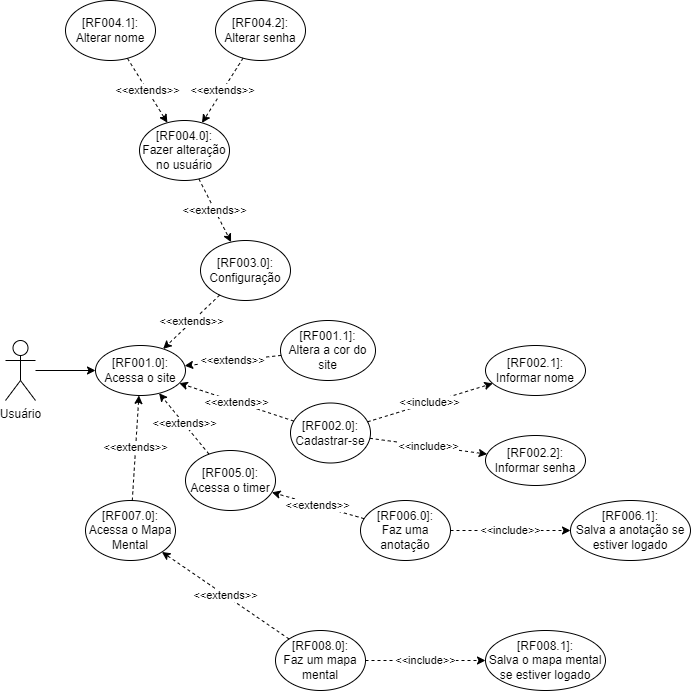 [RF004.1]:
Alterar nome
[RF004.2]:
Alterar senha
<<extends>>
<<extends>>
[RF004.0]:
Fazer alteração
no usuário
<<extends>>
[RF003.0]:
Configuração
<<extends>>
[RF001.1]:
Altera a cor do
site
[RF001.0]:
Acessa o site
<<extends>>
[RF002.1]:
Informar nome
Usuário
<<extends>>
<<include>>
[RF002.0]:
Cadastrar-se
<<extends>>
<<extends>>
<<include>>
[RF002.2]:
Informar senha
[RF005.0]:
Acessa o timer
<<extends>>
[RF007.0]:
Acessa o Mapa
Mental
[RF006.0]:
Faz uma
anotação
<<include>>
[RF006.1]:
Salva a anotação se
estiver logado
<<extends>>
[RF008.0]:
Faz um mapa
mental
<<include>>
[RF008.1]:
Salva o mapa mental
se estiver logado